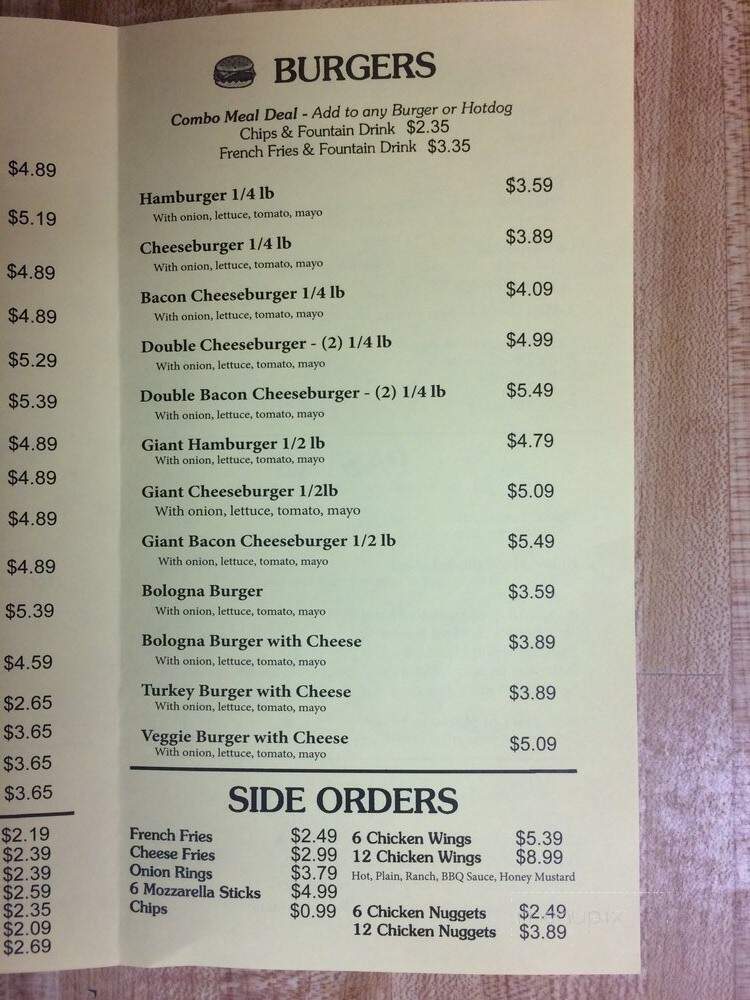 $4.89
$5.19
$4.89
$4.89
$5.29
$5.39
$4.89
$4.89
$4.89
$4.89
$5.39
$4.59
$2.65
$3.65
$3.65
$3.65
$2.19
$2.39
$2.39
$2.59
$2.35
$2.09
$2.69
BURGERS
Combo Meal Deal - Add to any Burger or Hotdog
Chips & Fountain Drink $2.35
French Fries & Fountain Drink $3.35
Hamburger 1/4 lb $3.59
With onion, lettuce, tomato, mayo
Cheeseburger 1/4 lb $3.89
With onion, lettuce, tomato, mayo
Bacon Cheeseburger 1/4 lb $4.09
With onion, lettuce, tomato, mayo
Double Cheeseburger - (2) 1/4 lb $4.99
With onion, lettuce, tomato, mayo
Double Bacon Cheeseburger - (2) 1/4 lb $5.49
With onion, lettuce, tomato, mayo
Giant Hamburger 1/2 lb $4.79
With onion, lettuce, tomato, mayo
Giant Cheeseburger 1/2lb $5.09
With onion, lettuce, tomato, mayo
Giant Bacon Cheeseburger 1/2 lb $5.49
With onion, lettuce, tomato, mayo
Bologna Burger $3.59
With onion, lettuce, tomato, mayo
Bologna Burger with Cheese $3.89
With onion, lettuce, tomato, mayo
Turkey Burger with Cheese $3.89
With onion, lettuce, tomato, mayo
Veggie Burger with Cheese $5.09
With onion, lettuce, tomato, mayo
SIDE ORDERS
French Fries $2.49
Cheese Fries $2.99
Onion Rings $3.79
6 Mozzarella Sticks $4.99
Chips $0.99
6 Chicken Wings $5.39
12 Chicken Wings $8.99
Hot, Plain, Ranch, BBQ Sauce, Honey Mustard
6 Chicken Nuggets $2.49
12 Chicken Nuggets $3.89